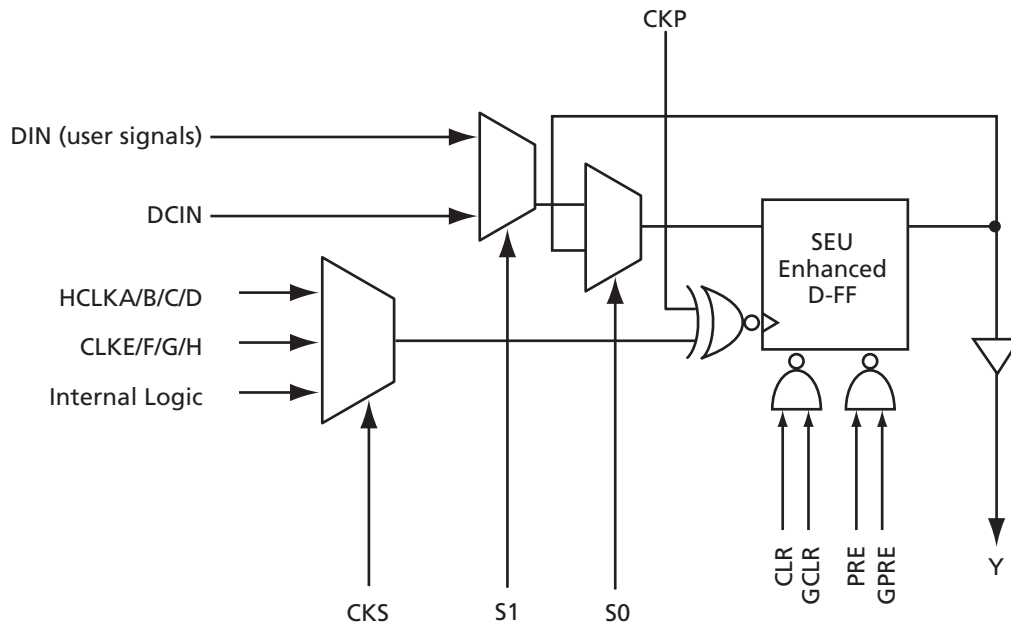 CKP
DIN (user signals)
DCIN
SEU
Enhanced
D-FF
HCLKA/B/C/D
CLKE/F/G/H
Internal Logic
CLR
GCLR
PRE
GPRE
Y
CKS
S1
S0